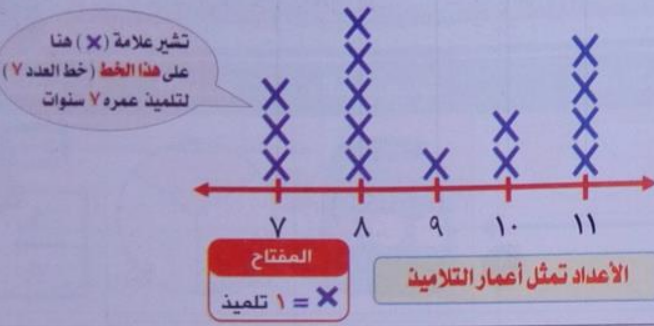 تشير علامة (×) هنا
على هذا الخط (خط العدد ٧)
لتلميذ عمره ٧ سنوات
٧ ٨ ٩ ١٠ ١١
المفتاح
× = ١ تلميذ
الأعداد تمثل أعمار التلاميذ